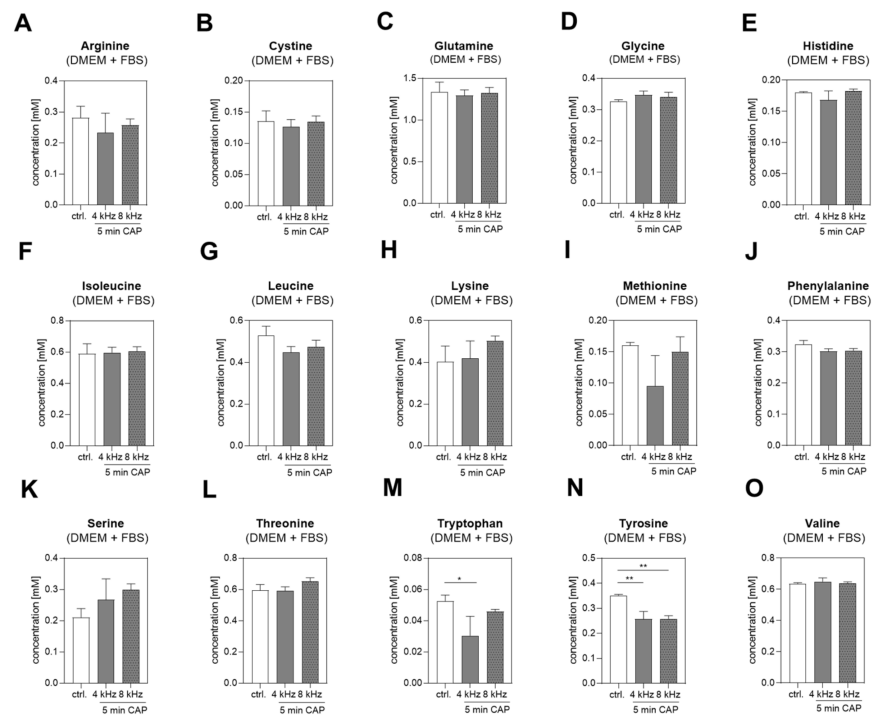 A
Arginine
(DMEM + FBS)
concentration [mM]
0.4
0.3
0.2
0.1
0.0
ctrl. 4 kHz 8 kHz
5 min CAP
B
Cystine
(DMEM + FBS)
concentration [mM]
0.20
0.15
0.10
0.05
0.00
ctrl. 4 kHz 8 kHz
5 min CAP
C
Glutamine
(DMEM + FBS)
concentration [mM]
1.5
1.0
0.5
0.0
ctrl. 4 kHz 8 kHz
5 min CAP
D
Glycine
(DMEM + FBS)
concentration [mM]
0.4
0.3
0.2
0.1
0.0
ctrl. 4 kHz 8 kHz
5 min CAP
E
Histidine
(DMEM + FBS)
concentration [mM]
0.20
0.15
0.10
0.05
0.00
ctrl. 4 kHz 8 kHz
5 min CAP
F
Isoleucine
(DMEM + FBS)
concentration [mM]
0.8
0.6
0.4
0.2
0.0
ctrl. 4 kHz 8 kHz
5 min CAP
G
Leucine
(DMEM + FBS)
concentration [mM]
0.6
0.4
0.2
0.0
ctrl. 4 kHz 8 kHz
5 min CAP
H
Lysine
(DMEM + FBS)
concentration [mM]
0.6
0.4
0.2
0.0
ctrl. 4 kHz 8 kHz
5 min CAP
I
Methionine
(DMEM + FBS)
concentration [mM]
0.20
0.15
0.10
0.05
0.00
ctrl. 4 kHz 8 kHz
5 min CAP
J
Phenylalanine
(DMEM + FBS)
concentration [mM]
0.4
0.3
0.2
0.1
0.0
ctrl. 4 kHz 8 kHz
5 min CAP
K
Serine
(DMEM + FBS)
concentration [mM]
0.4
0.3
0.2
0.1
0.0
ctrl. 4 kHz 8 kHz
5 min CAP
L
Threonine
(DMEM + FBS)
concentration [mM]
0.8
0.6
0.4
0.2
0.0
ctrl. 4 kHz 8 kHz
5 min CAP
M
Tryptophan
(DMEM + FBS)
concentration [mM]
0.08
0.06
0.04
0.02
0.00
*
ctrl. 4 kHz 8 kHz
5 min CAP
N
Tyrosine
(DMEM + FBS)
concentration [mM]
0.5
0.4
0.3
0.2
0.1
0.0
**
**
ctrl. 4 kHz 8 kHz
5 min CAP
O
Valine
(DMEM + FBS)
concentration [mM]
0.8
0.6
0.4
0.2
0.0
ctrl. 4 kHz 8 kHz
5 min CAP